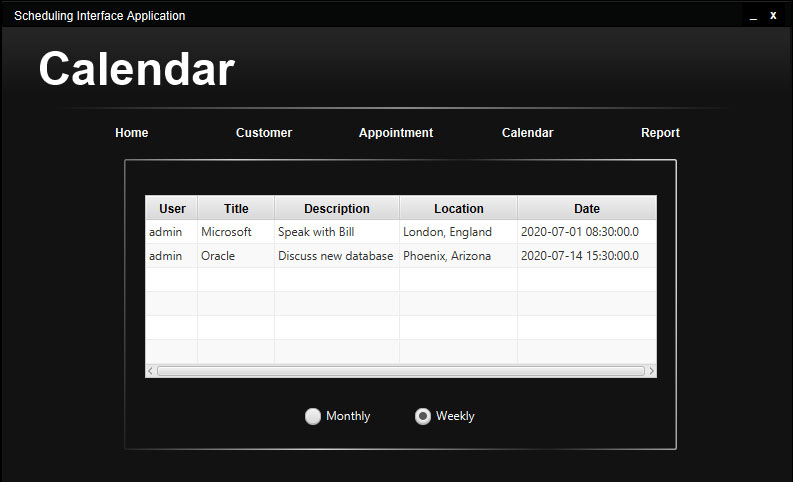 Scheduling Interface Application _ x
Calendar
Home Customer Appointment Calendar Report
User Title Description Location Date
admin Microsoft Speak with Bill London, England 2020-07-01 08:30:00.0
admin Oracle Discuss new database Phoenix, Arizona 2020-07-14 15:30:00.0
Monthly Weekly